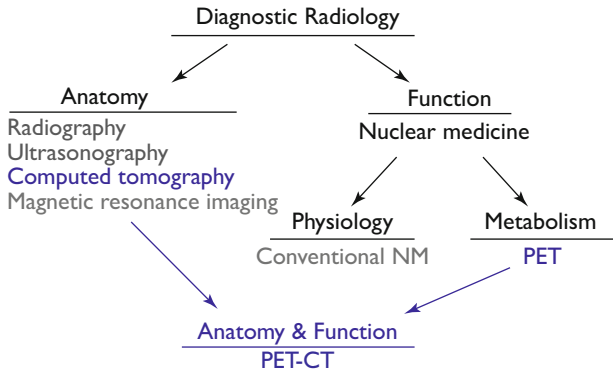 Diagnostic Radiology
Anatomy
Radiography
Ultrasonography
Computed tomography
Magnetic resonance imaging
Function
Nuclear medicine
Physiology
Conventional NM
Metabolism
PET
Anatomy & Function
PET-CT